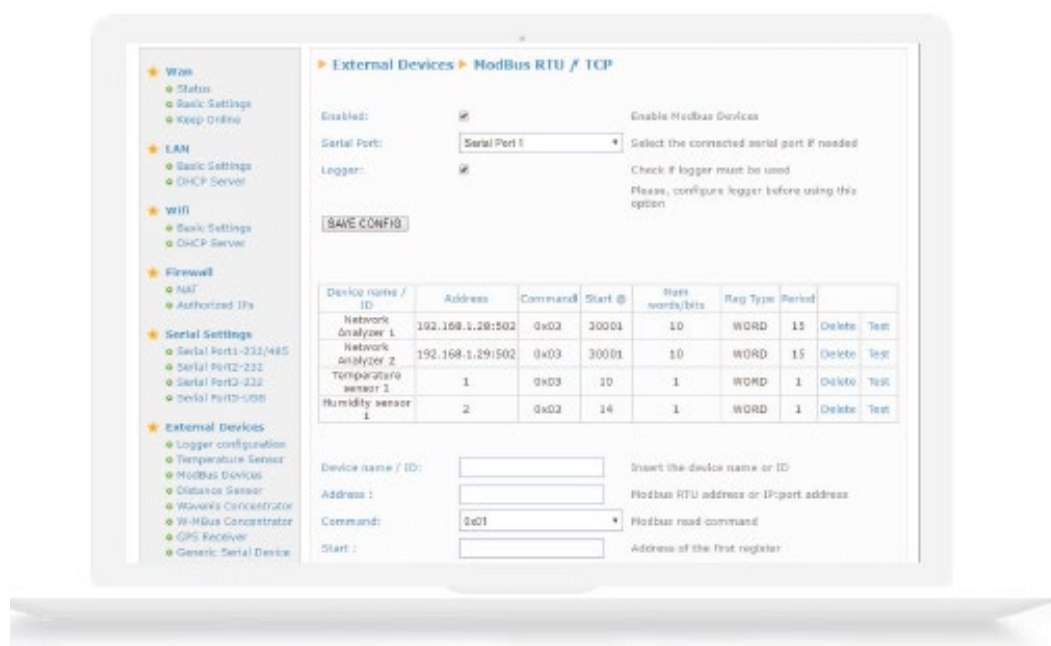 Wan
Status
Basic Settings
Keep Online
LAN
Basic Settings
DHCP Server
Wifi
Basic Settings
DHCP Server
Firewall
NAT
Authorized IPs
Serial Settings
Serial Port1-232/485
Serial Port2-232
Serial Port3-232
Serial Port5-USB
External Devices
Logger configuration
Temperature Sensor
ModBus Devices
Distance Sensor
Wavenis Concentrator
W-MBus Concentrator
GPS Receiver
Generic Serial Device
External Devices ModBus RTU / TCP
Enabled: Enable Modbus Devices
Serial Port: Serial Port 1 Select the connected serial port if needed
Logger: Check if logger must be used
Please, configure logger before using this
option
SAVE CONFIG
Device name / ID Address Command Start @ Num words/bits Reg Type Period
Network Analyzer 1 192.168.1.28:502 0x03 30001 10 WORD 15 Delete Test
Network Analyzer 2 192.168.1.29:502 0x03 30001 10 WORD 15 Delete Test
Temperature sensor 1 1 0x03 10 1 WORD 1 Delete Test
Humidity sensor 1 2 0x03 14 1 WORD 1 Delete Test
Device name / ID: Insert the device name or ID
Address : Modbus RTU address or IP:port address
Command: 0x01 Modbus read command
Start : Address of the first register